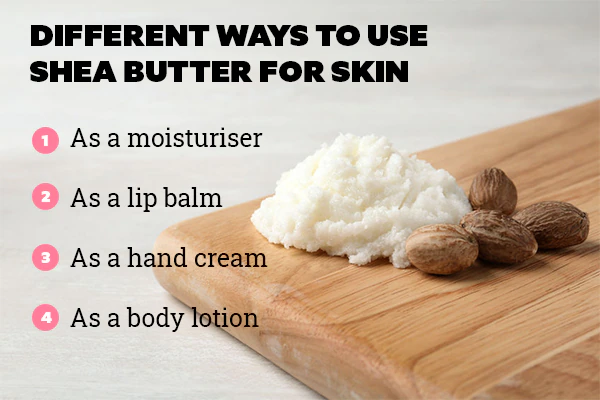 DIFFERENT WAYS TO USE
SHEA BUTTER FOR SKIN
1 As a moisturiser
2 As a lip balm
3 As a hand cream
4 As a body lotion